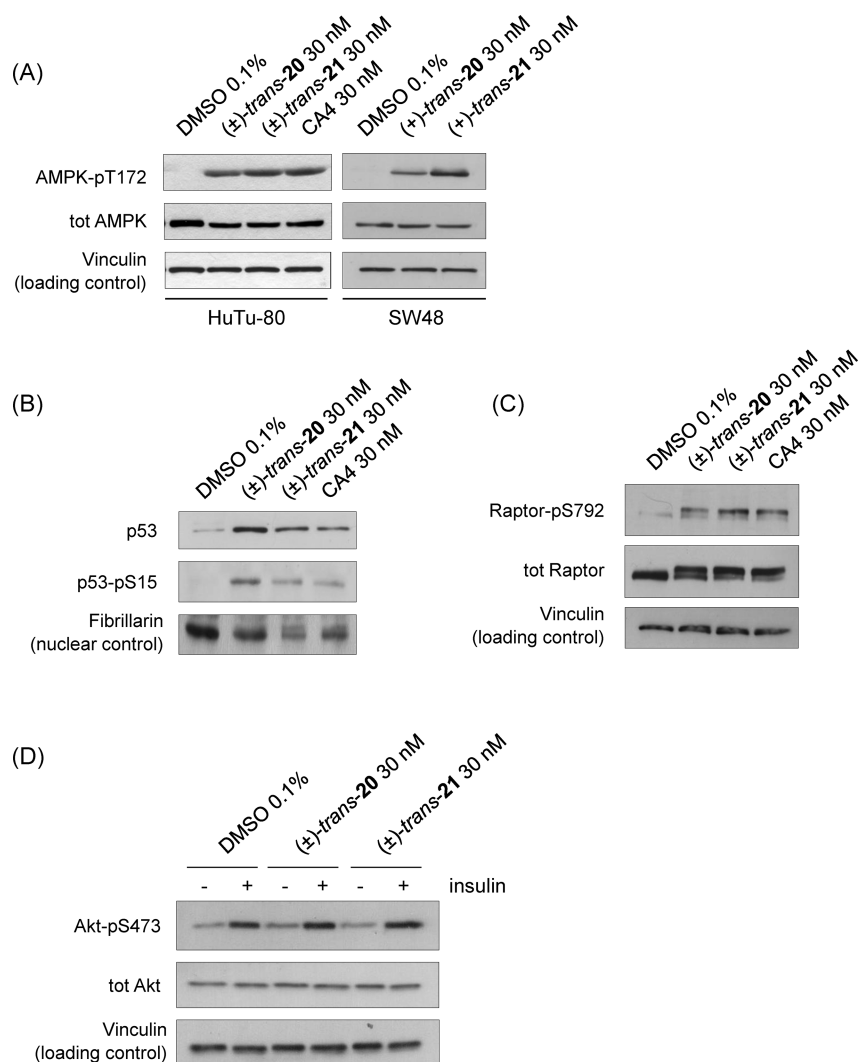 (A)
DMSO 0.1%
(±)-trans-20 30 nM
(±)-trans-21 30 nM
CA4 30 nM
DMSO 0.1%
(+)-trans-20 30 nM
(+)-trans-21 30 nM
AMPK-pT172
tot AMPK
Vinculin
(loading control)
HuTu-80
SW48
(B)
DMSO 0.1%
(±)-trans-20 30 nM
(±)-trans-21 30 nM
CA4 30 nM
p53
p53-pS15
Fibrillarin
(nuclear control)
(C)
DMSO 0.1%
(±)-trans-20 30 nM
(±)-trans-21 30 nM
CA4 30 nM
Raptor-pS792
tot Raptor
Vinculin
(loading control)
(D)
DMSO 0.1%
(±)-trans-20 30 nM
(±)-trans-21 30 nM
- + - + - + insulin
Akt-pS473
tot Akt
Vinculin
(loading control)